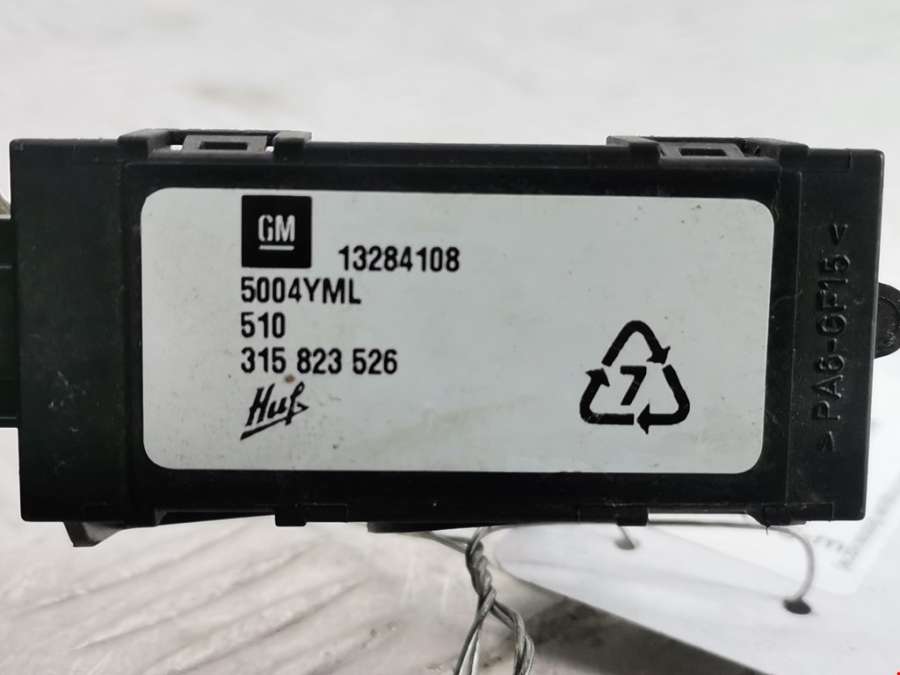 GM
13284108
5004YML
510
315 823 526
Huf
7
>PA6-GF15<